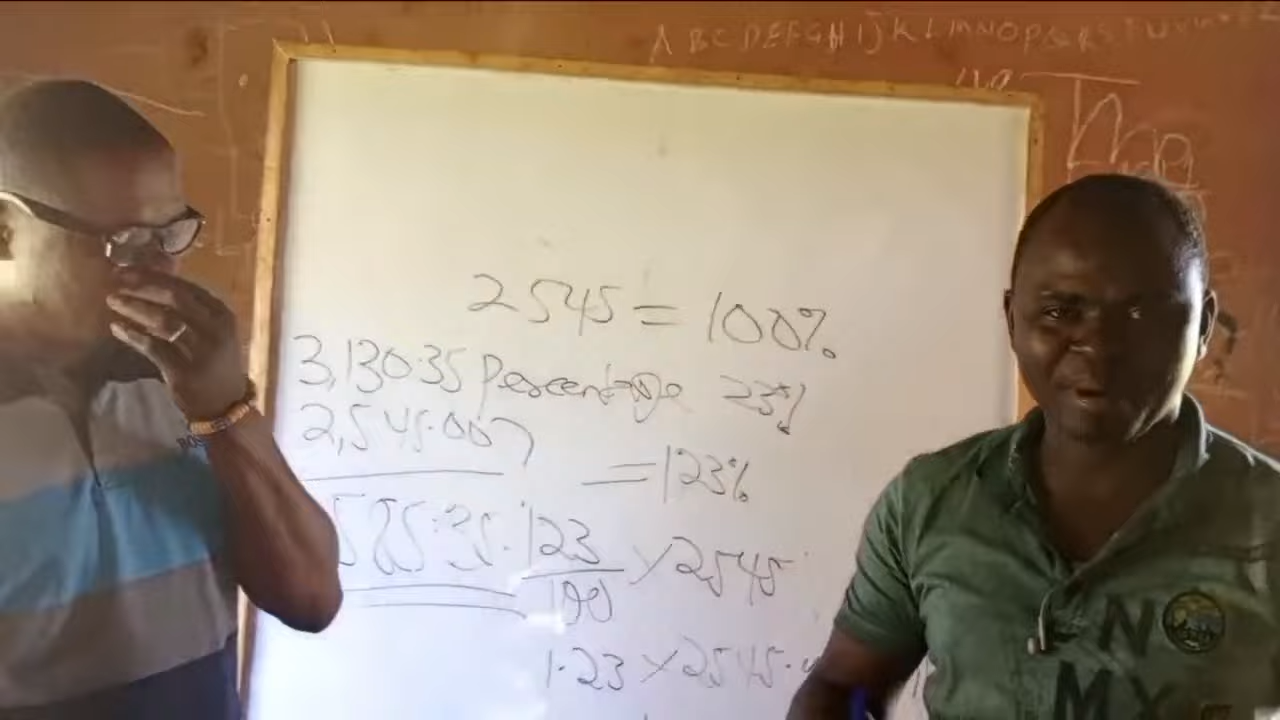 A B C D E F G H I J K L M N O P Q R S T U V W
2545 = 100%
3,130.35 Percentage 23%
2,545.00
= 123%
585.35
123
100 × 2545
1.23 × 2545.
N
MY